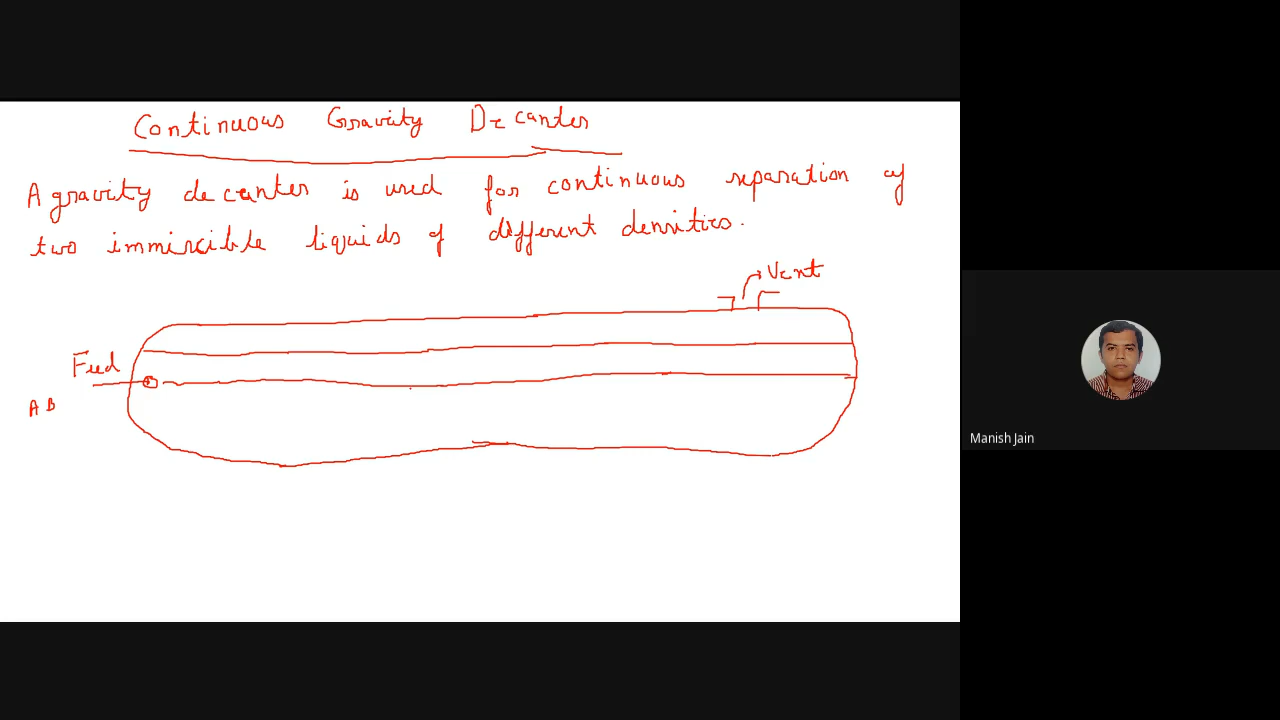 Continuous Gravity Decanter
A gravity decanter is used for continuous separation of
two immiscible liquids of different densities.
Vent
Feed
A B
Manish Jain